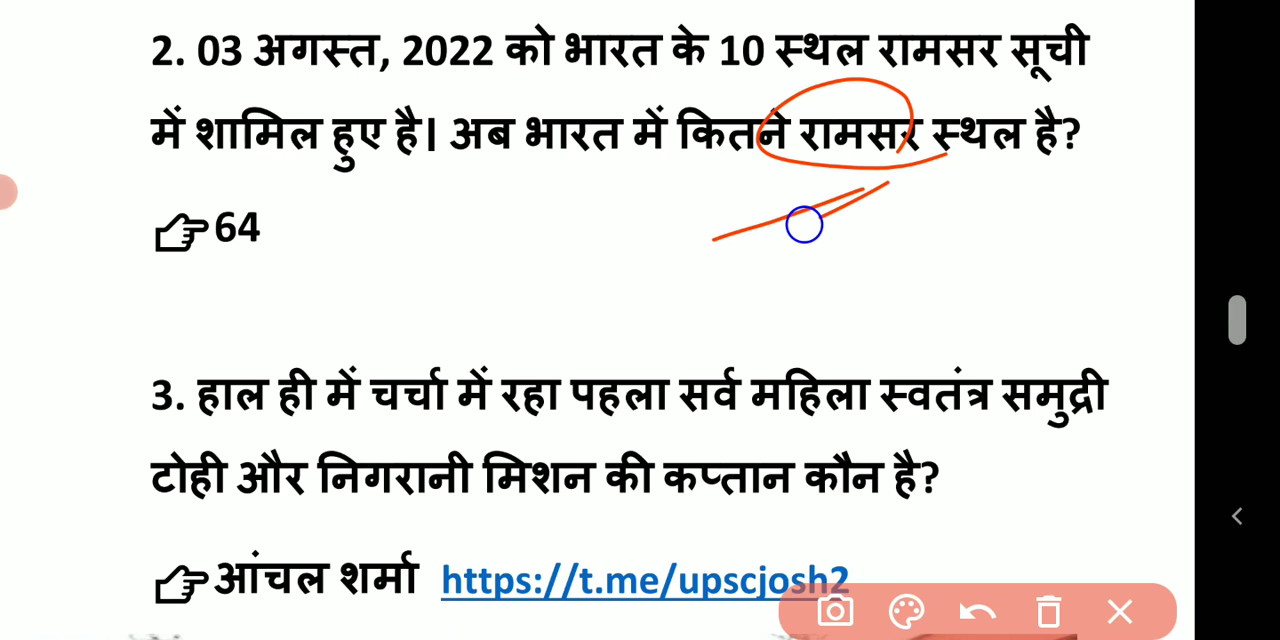 2. 03 अगस्त, 2022 को भारत के 10 स्थल रामसर सूची
में शामिल हुए है। अब भारत में कितने रामसर स्थल है?
64
3. हाल ही में चर्चा में रहा पहला सर्व महिला स्वतंत्र समुद्री
टोही और निगरानी मिशन की कप्तान कौन है?
आंचल शर्मा https://t.me/upscjosh2